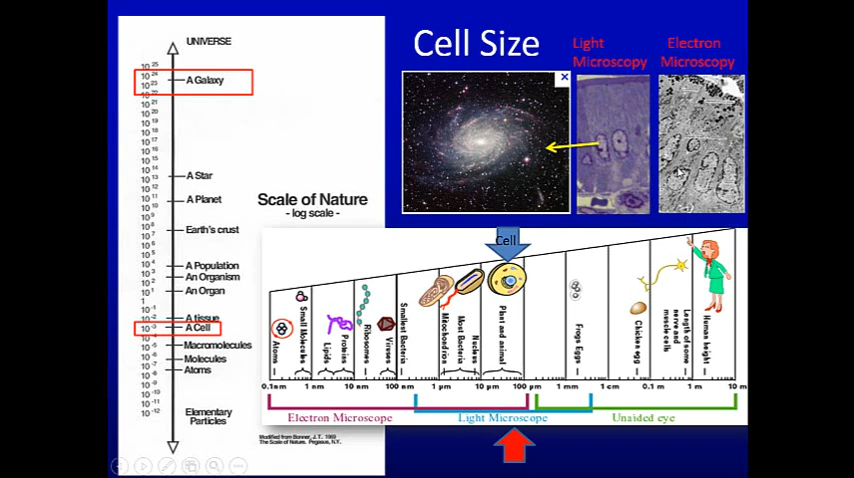 UNIVERSE
10 25
10 24
10 23
10 22
10 21
10 20
10 19
10 18
10 17
10 16
10 15
10 14
10 13
10 12
10 11
10 10
10 9
10 8
10 7
10 6
10 5
10 4
10 3
10 2
10 1
1
10 -1
10 -2
10 -3
10 -4
10 -5
10 -6
10 -7
10 -8
10 -9
10 -10
10 -11
10 -12
A Galaxy
A Star
A Planet
Earth's crust
A Population
An Organism
An Organ
A tissue
A Cell
Macromolecules
Molecules
Atoms
Elementary
Particles
Scale of Nature
- log scale -
Modified from Bonner, J.T. 1969
The Scale of Nature. Pegasus, N.Y.
Cell Size
Light
Microscopy
Electron
Microscopy
Cell
Atoms
Small Molecules
Lipids
Proteins
Ribosomes
Viruses
Smallest Bacteria
Mitochondrion
Most Bacteria
Nucleus
Plant and animal
Frogs Eggs
Chicken egg
Length of some
nerve and
muscle cells
Human height
0.1 nm
1 nm
10 nm
100 nm
1 µm
10 µm
100 µm
1 mm
1 cm
0.1 m
1 m
10 m
Electron Microscope
Light Microscope
Unaided eye